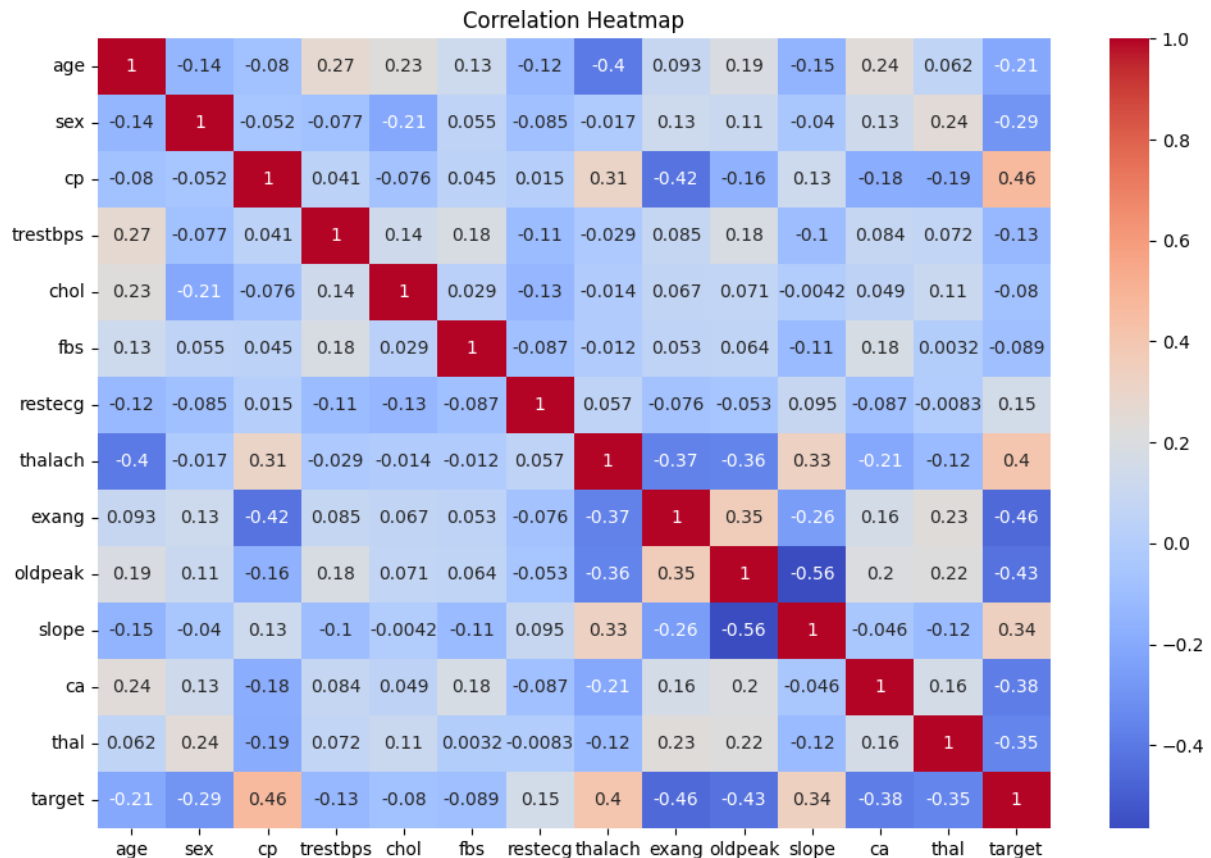 Correlation Heatmap
age 1 -0.14 -0.08 0.27 0.23 0.13 -0.12 -0.4 0.093 0.19 -0.15 0.24 0.062 -0.21 1.0
sex -0.14 1 -0.052 -0.077 -0.21 0.055 -0.085 -0.017 0.13 0.11 -0.04 0.13 0.24 -0.29
0.8
cp -0.08 -0.052 1 0.041 -0.076 0.045 0.015 0.31 -0.42 -0.16 0.13 -0.18 -0.19 0.46
trestbps 0.27 -0.077 0.041 1 0.14 0.18 -0.11 -0.029 0.085 0.18 -0.1 0.084 0.072 -0.13 0.6
chol 0.23 -0.21 -0.076 0.14 1 0.029 -0.13 -0.014 0.067 0.071 -0.0042 0.049 0.11 -0.08
0.4
fbs 0.13 0.055 0.045 0.18 0.029 1 -0.087 -0.012 0.053 0.064 -0.11 0.18 0.0032 -0.089
restecg -0.12 -0.085 0.015 -0.11 -0.13 -0.087 1 0.057 -0.076 -0.053 0.095 -0.087 -0.0083 0.15
0.2
thalach -0.4 -0.017 0.31 -0.029 -0.014 -0.012 0.057 1 -0.37 -0.36 0.33 -0.21 -0.12 0.4
exang 0.093 0.13 -0.42 0.085 0.067 0.053 -0.076 -0.37 1 0.35 -0.26 0.16 0.23 -0.46
0.0
oldpeak 0.19 0.11 -0.16 0.18 0.071 0.064 -0.053 -0.36 0.35 1 -0.56 0.2 0.22 -0.43
slope -0.15 -0.04 0.13 -0.1 -0.0042 -0.11 0.095 0.33 -0.26 -0.56 1 -0.046 -0.12 0.34
−0.2
ca 0.24 0.13 -0.18 0.084 0.049 0.18 -0.087 -0.21 0.16 0.2 -0.046 1 0.16 -0.38
thal 0.062 0.24 -0.19 0.072 0.11 0.0032 -0.0083 -0.12 0.23 0.22 -0.12 0.16 1 -0.35
−0.4
target -0.21 -0.29 0.46 -0.13 -0.08 -0.089 0.15 0.4 -0.46 -0.43 0.34 -0.38 -0.35 1
age sex cp trestbps chol fbs restecg thalach exang oldpeak slope ca thal target